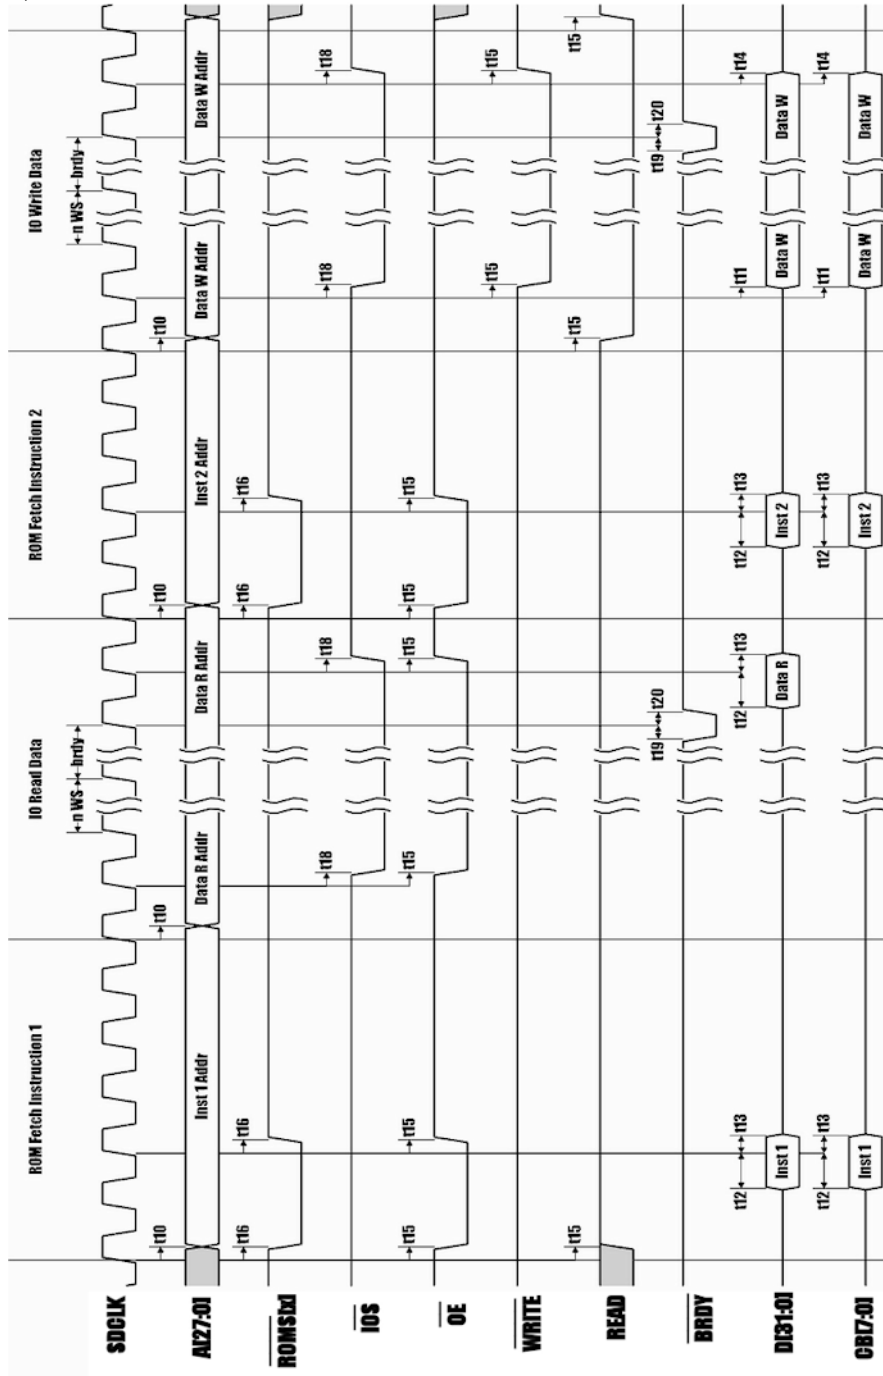 ROM Fetch Instruction 1 IO Read Data ROM Fetch Instruction 2 IO Write Data
n WS brdy n WS brdy
SDCLK
t10 t10 t10 t10
A[27:0] Inst 1 Addr Data R Addr Data R Addr Inst 2 Addr Data W Addr Data W Addr
t16 t16 t16 t16
ROMS[x]
t18 t18 t18 t18
IOS
t15 t15 t15 t15 t15 t15
OE
t15 t15
WRITE
t15 t15 t15
READ
t19 t20 t19 t20
BRDY
t12 t13 t12 t13 t12 t13 t11 t14
D[31:0] Inst 1 Data R Inst 2 Data W Data W
t12 t13 t12 t13 t11 t14
CB[7:0] Inst 1 Inst 2 Data W Data W